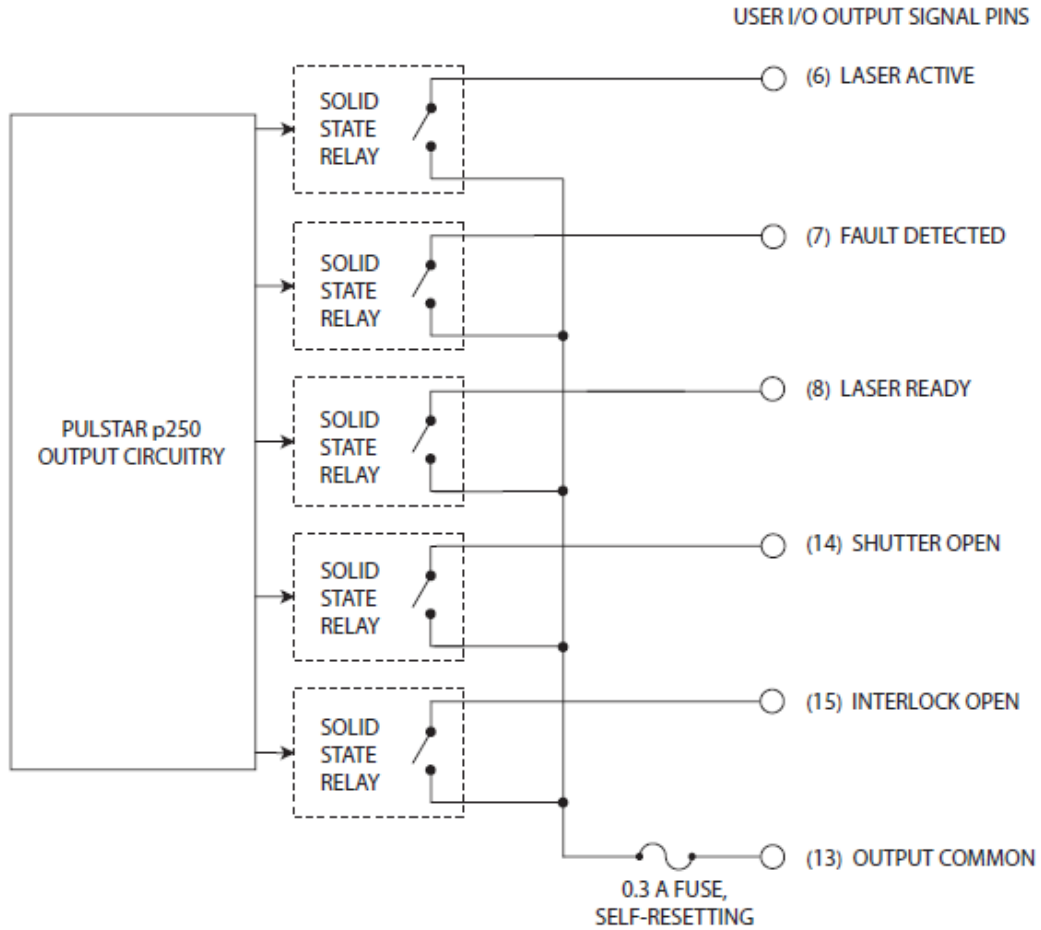 USER I/O OUTPUT SIGNAL PINS
SOLID
STATE
RELAY
(6) LASER ACTIVE
SOLID
STATE
RELAY
(7) FAULT DETECTED
SOLID
STATE
RELAY
(8) LASER READY
PULSTAR p250
OUTPUT CIRCUITRY
SOLID
STATE
RELAY
(14) SHUTTER OPEN
SOLID
STATE
RELAY
(15) INTERLOCK OPEN
(13) OUTPUT COMMON
0.3 A FUSE,
SELF-RESETTING